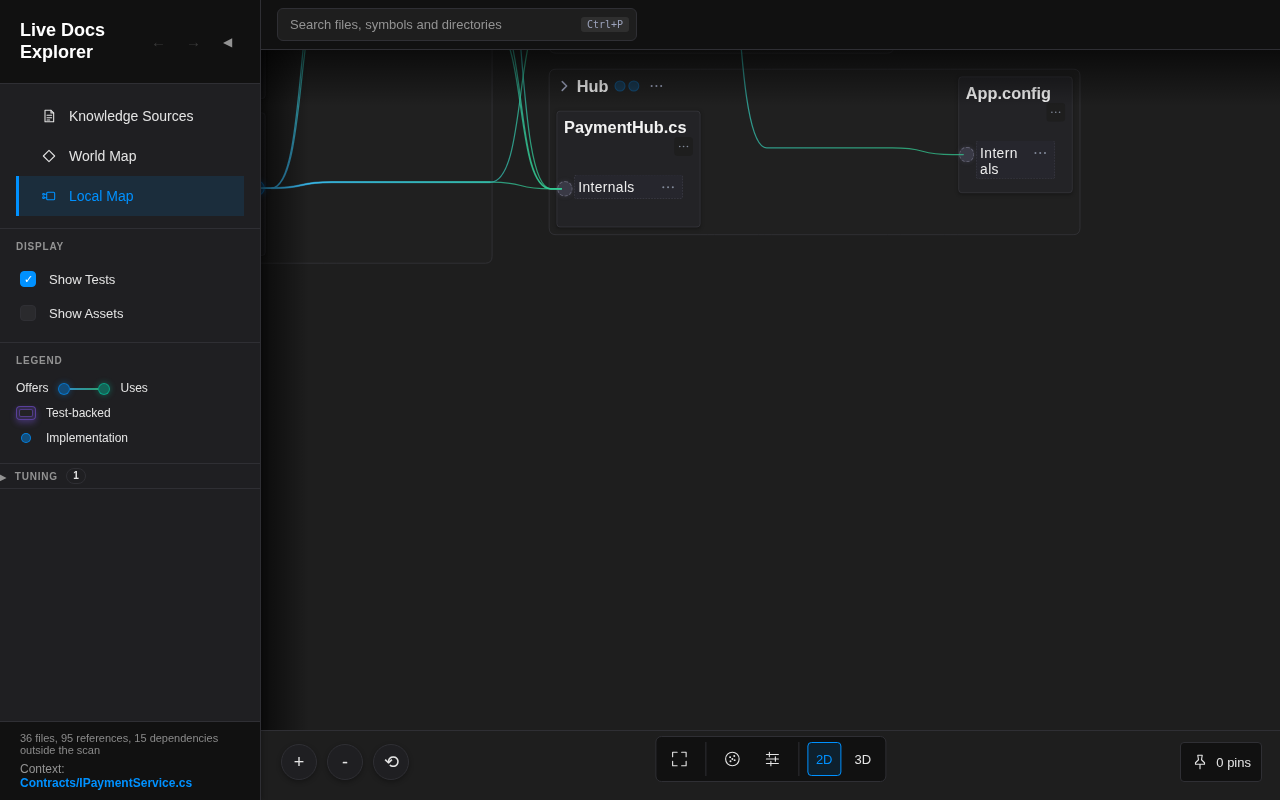 Live Docs
Explorer
← → ◀
Knowledge Sources
World Map
Local Map
DISPLAY
✓ Show Tests
Show Assets
LEGEND
Offers Uses
Test-backed
Implementation
▶ TUNING 1
36 files, 95 references, 15 dependencies
outside the scan
Context:
Contracts/IPaymentService.cs
Search files, symbols and directories Ctrl+P
Hub ···
PaymentHub.cs
···
Internals ···
App.config
···
Intern ···
als
+ - ⟲
2D 3D
0 pins